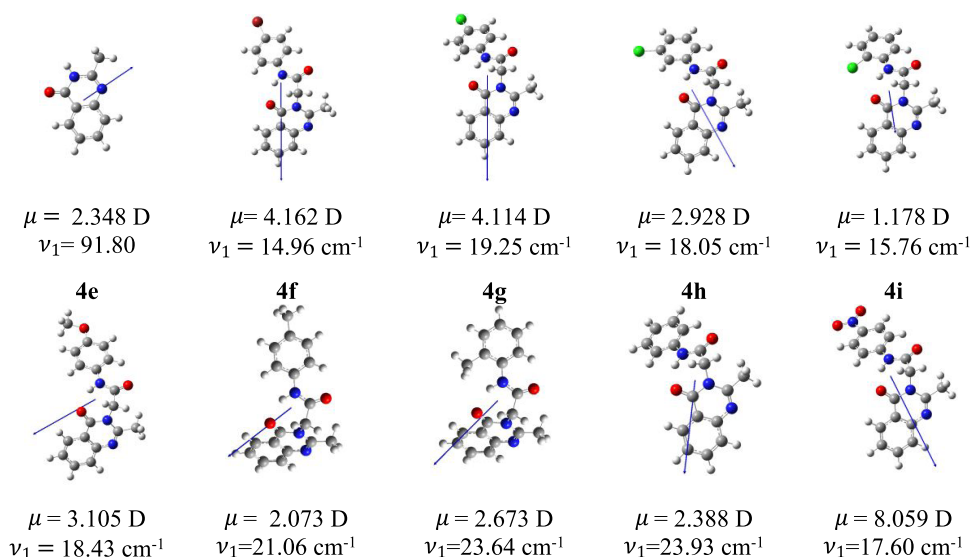 μ = 2.348 D μ= 4.162 D μ= 4.114 D μ= 2.928 D μ= 1.178 D
ν₁= 91.80 ν₁ = 14.96 cm⁻¹ ν₁ = 19.25 cm⁻¹ ν₁ = 18.05 cm⁻¹ ν₁ = 15.76 cm⁻¹
4e 4f 4g 4h 4i
μ = 3.105 D μ = 2.073 D μ = 2.673 D μ = 2.388 D μ = 8.059 D
ν₁ = 18.43 cm⁻¹ ν₁=21.06 cm⁻¹ ν₁=23.64 cm⁻¹ ν₁=23.93 cm⁻¹ ν₁= 17.60 cm⁻¹